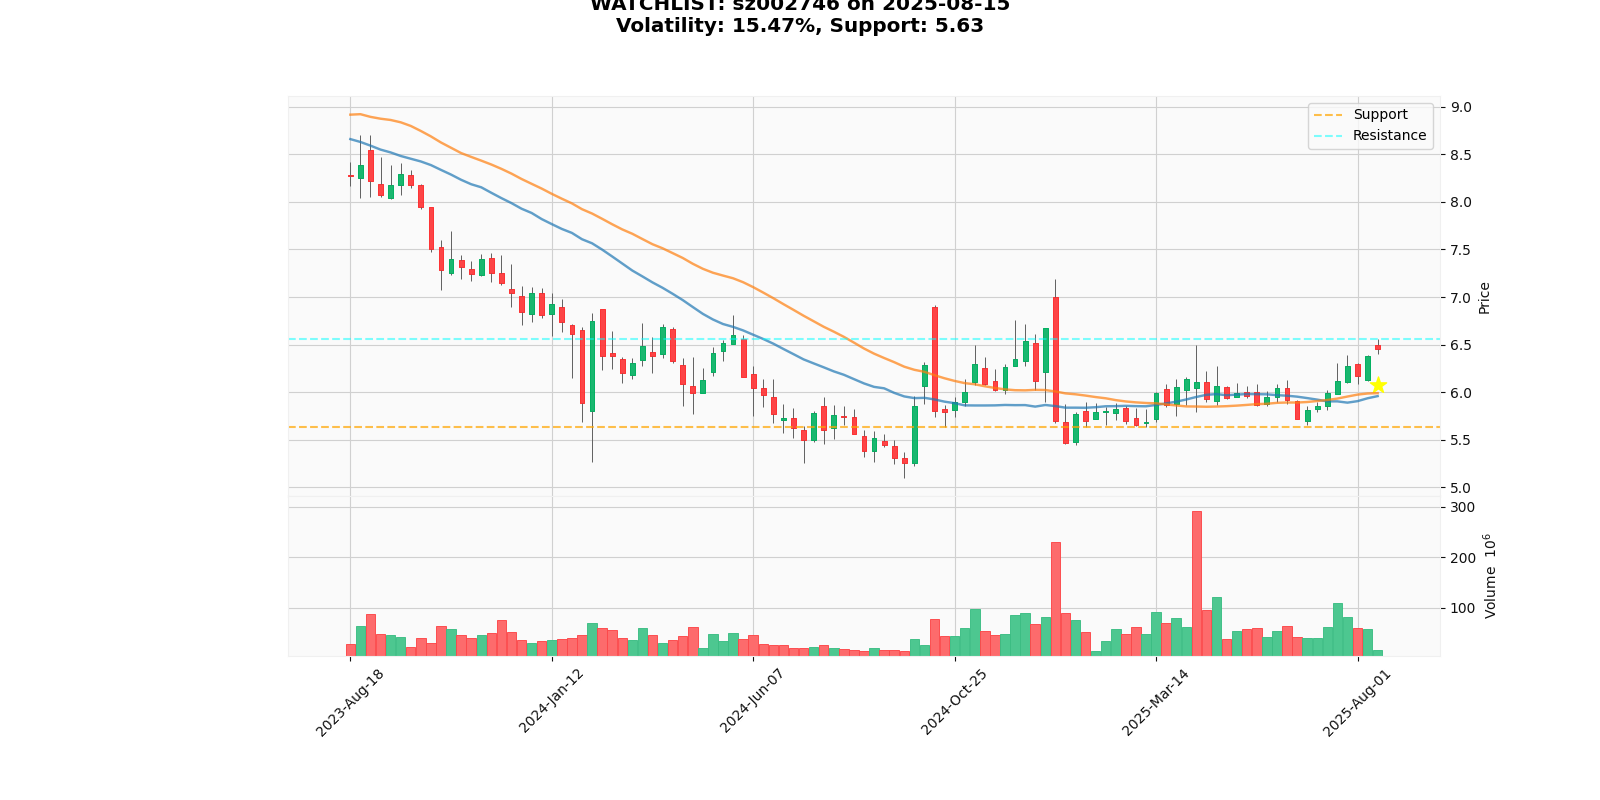 WATCHLIST: sz002746 on 2025-08-15
Volatility: 15.47%, Support: 5.63
Support
Resistance
9.0
8.5
8.0
7.5
7.0
6.5
6.0
5.5
5.0
Price
300
200
100
Volume 10^6
2023-Aug-18
2024-Jan-12
2024-Jun-07
2024-Oct-25
2025-Mar-14
2025-Aug-01